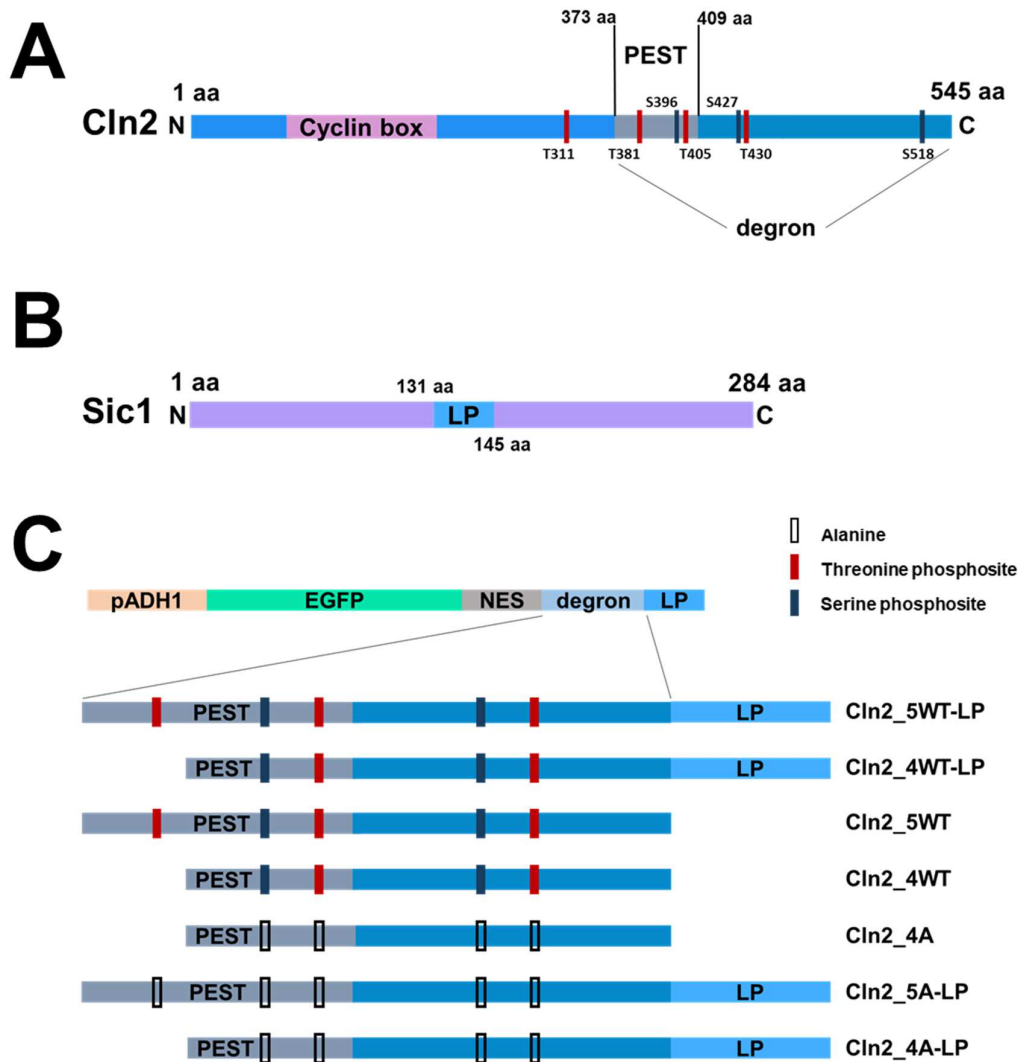 A
373 aa
409 aa
PEST
1 aa
S396
S427
545 aa
Cln2 N
Cyclin box
C
T311
T381
T405
T430
S518
degron
B
1 aa
131 aa
284 aa
Sic1 N
LP
C
145 aa
C
Alanine
Threonine phosphosite
Serine phosphosite
pADH1
EGFP
NES
degron
LP
PEST
LP
Cln2_5WT-LP
PEST
LP
Cln2_4WT-LP
PEST
Cln2_5WT
PEST
Cln2_4WT
PEST
Cln2_4A
PEST
LP
Cln2_5A-LP
PEST
LP
Cln2_4A-LP